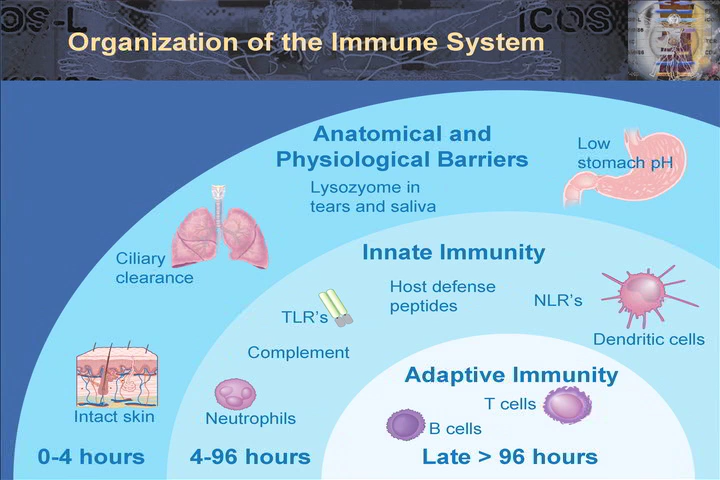 OS-L
ICOS
Organization of the Immune System
Anatomical and
Physiological Barriers
Low
stomach pH
Lysozyome in
tears and saliva
Ciliary
clearance
Innate Immunity
Host defense
peptides
NLR's
TLR's
Dendritic cells
Complement
Adaptive Immunity
T cells
Intact skin
Neutrophils
B cells
0-4 hours
4-96 hours
Late > 96 hours